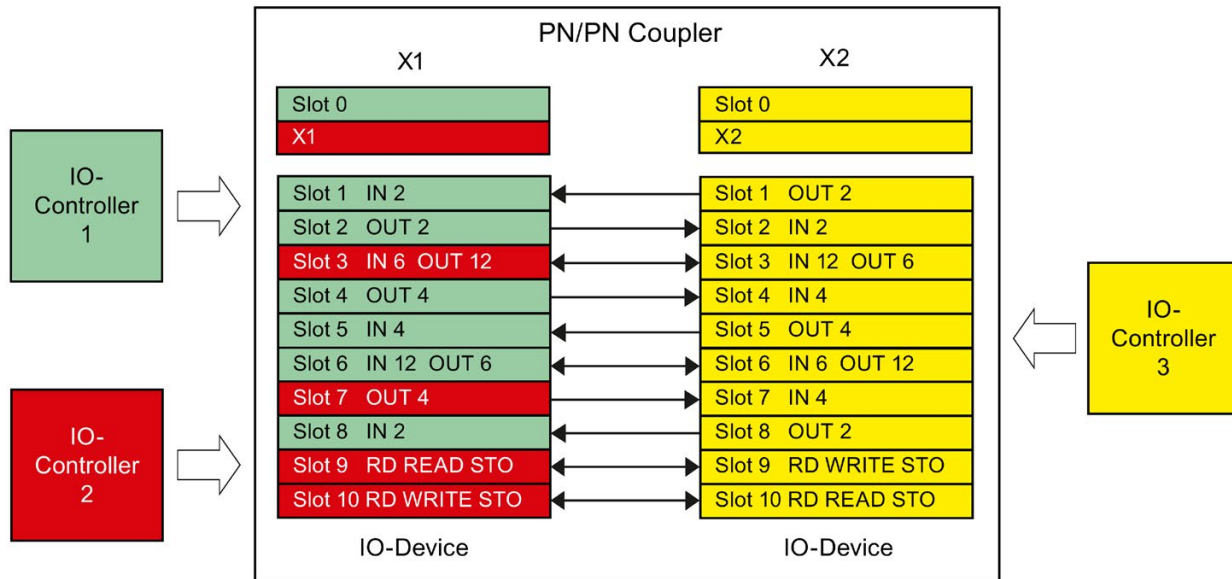 PN/PN Coupler
X1
X2
Slot 0
X1
Slot 0
X2
IO-
Controller
1
IO-
Controller
2
Slot 1 IN 2
Slot 2 OUT 2
Slot 3 IN 6 OUT 12
Slot 4 OUT 4
Slot 5 IN 4
Slot 6 IN 12 OUT 6
Slot 7 OUT 4
Slot 8 IN 2
Slot 9 RD READ STO
Slot 10 RD WRITE STO
IO-Device
Slot 1 OUT 2
Slot 2 IN 2
Slot 3 IN 12 OUT 6
Slot 4 IN 4
Slot 5 OUT 4
Slot 6 IN 6 OUT 12
Slot 7 IN 4
Slot 8 OUT 2
Slot 9 RD WRITE STO
Slot 10 RD READ STO
IO-Device
IO-
Controller
3